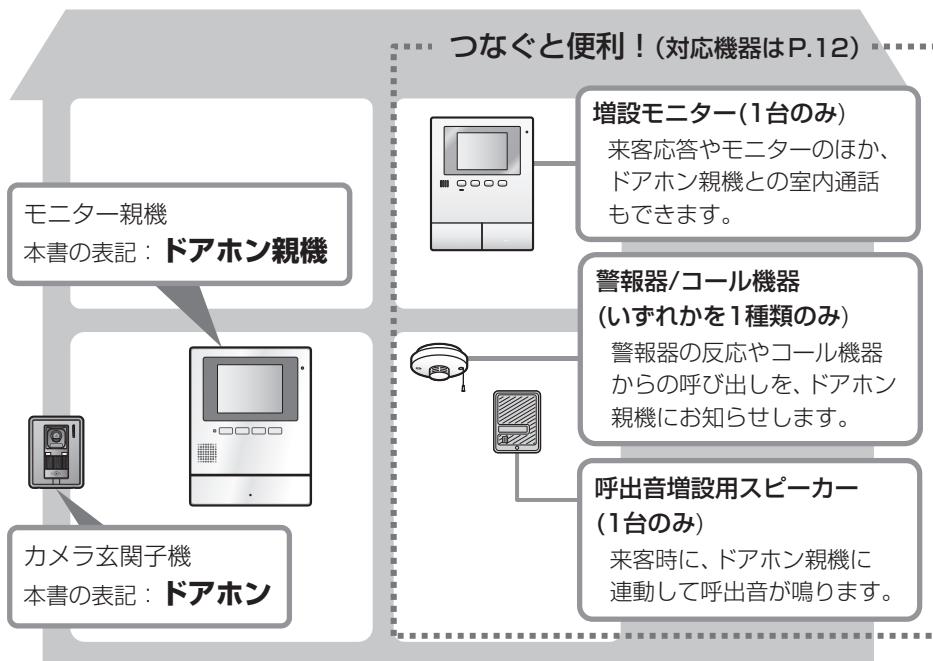 つなぐと便利！(対応機器はP.12)
増設モニター(1台のみ)
来客応答やモニターのほか、
ドアホン親機との室内通話
もできます。
モニター親機
本書の表記：ドアホン親機
警報器/コール機器
(いずれかを1種類のみ)
警報器の反応やコール機器
からの呼び出しを、ドアホン
親機にお知らせします。
呼出音増設用スピーカー
(1台のみ)
来客時に、ドアホン親機に
連動して呼出音が鳴ります。
カメラ玄関子機
本書の表記：ドアホン